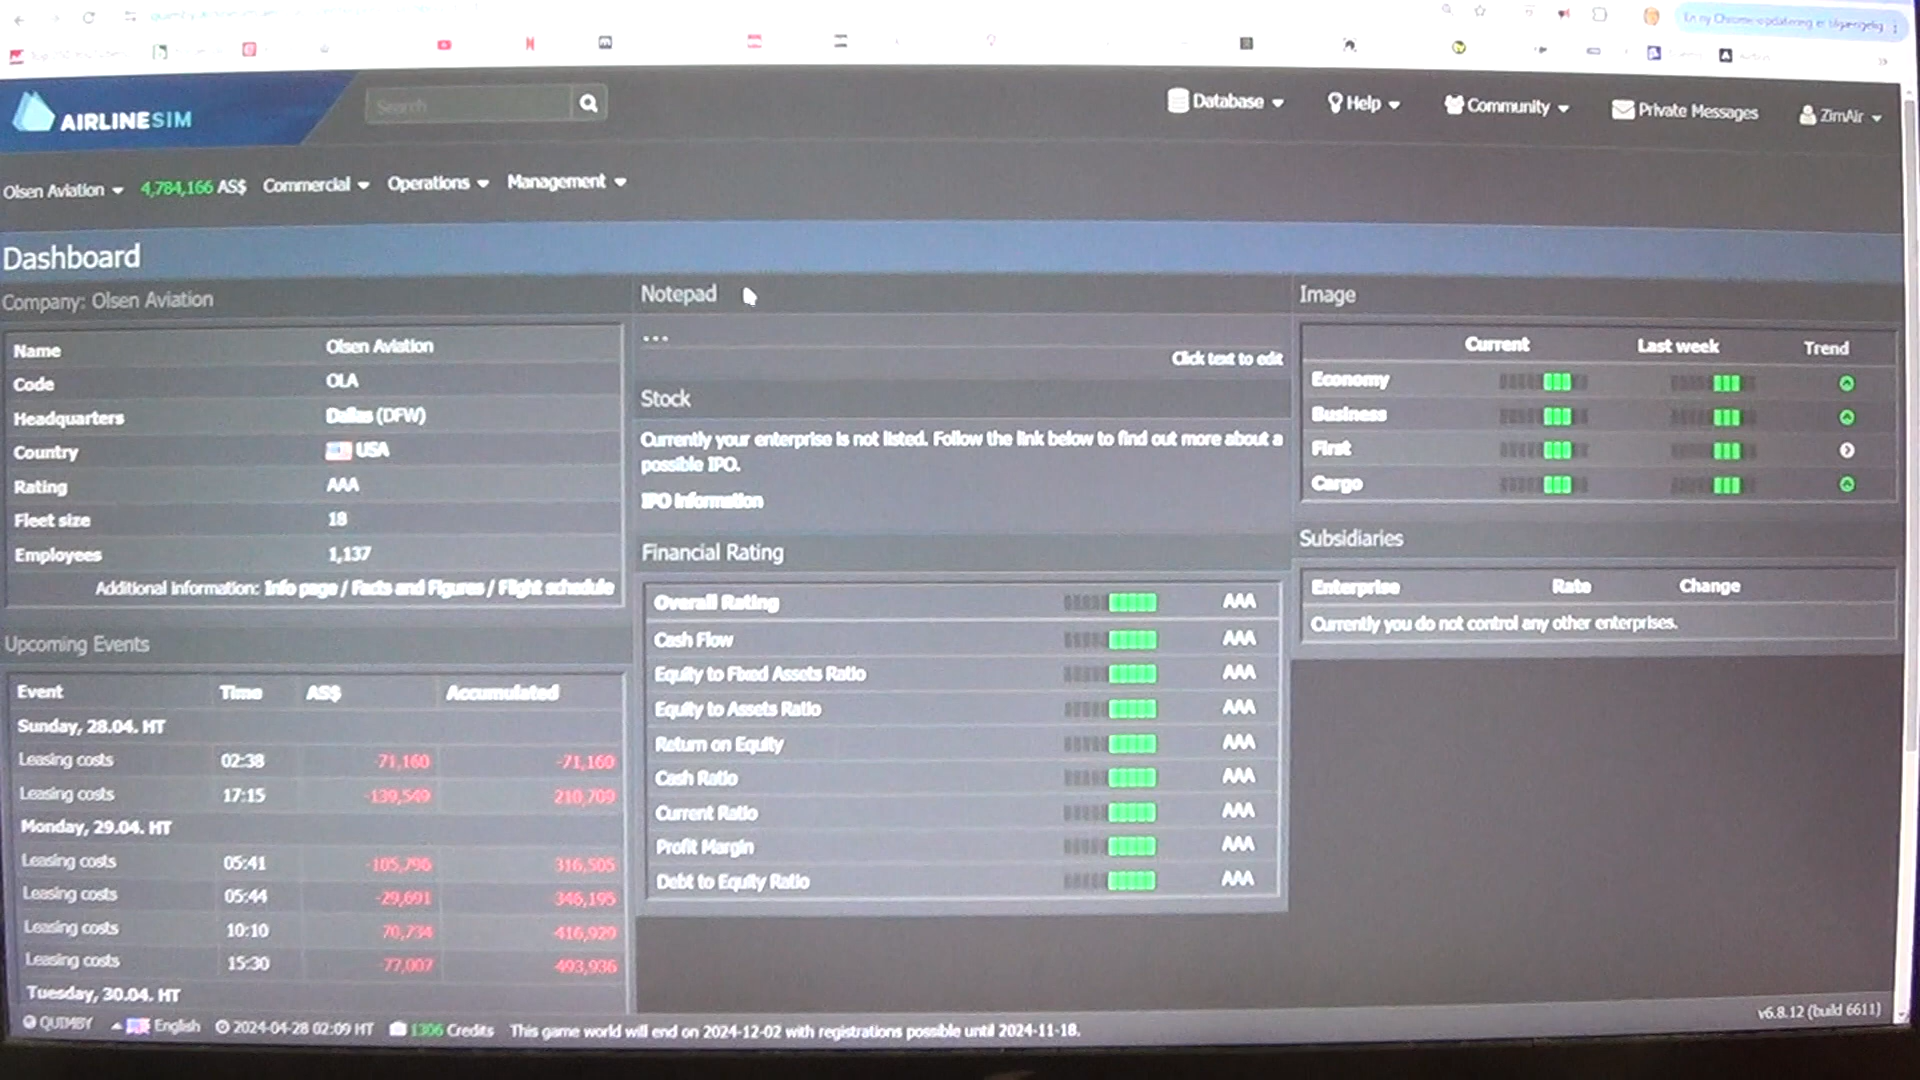 En ny Chrome-opdatering er tilgængelig
AIRLINESIM
Search
Database
Help
Community
Private Messages
ZimAir
Olsen Aviation
4,784,166 AS$
Commercial
Operations
Management
Dashboard
Company: Olsen Aviation
Name Olsen Aviation
Code OLA
Headquarters Dallas (DFW)
Country USA
Rating AAA
Fleet size 18
Employees 1,137
Additional information: Info page / Facts and Figures / Flight schedule
Upcoming Events
Event Time AS$ Accumulated
Sunday, 28.04. HT
Leasing costs 02:38 -71,160 -71,160
Leasing costs 17:15 -139,549 210,709
Monday, 29.04. HT
Leasing costs 05:41 -105,796 316,505
Leasing costs 05:44 -29,691 346,195
Leasing costs 10:10 70,734 -416,929
Leasing costs 15:30 -77,007 493,936
Tuesday, 30.04. HT
Notepad
...
Click text to edit
Stock
Currently your enterprise is not listed. Follow the link below to find out more about a
possible IPO.
IPO Information
Financial Rating
Overall Rating AAA
Cash Flow AAA
Equity to Fixed Assets Ratio AAA
Equity to Assets Ratio AAA
Return on Equity AAA
Cash Ratio AAA
Current Ratio AAA
Profit Margin AAA
Debt to Equity Ratio AAA
Image
Current Last week Trend
Economy
Business
First
Cargo
Subsidiaries
Enterprise Rate Change
Currently you do not control any other enterprises.
QUIMBY English 2024-04-28 02:09 HT 1306 Credits This game world will end on 2024-12-02 with registrations possible until 2024-11-18.
v6.8.12 (build 6611)